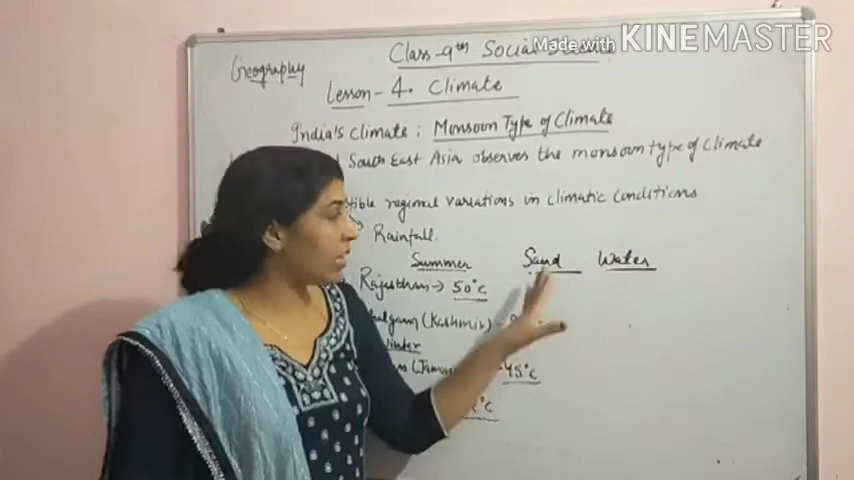 Made with KINEMASTER
Class-9th Social
Geography
Lesson- 4. Climate
India's Climate : Monsoon Type of Climate
South East Asia observes the monsoon type of Climate
regional variations in climatic conditions
Rainfall.
Summer Sand Water
Rajasthan → 50°C
(Kashmir) -
45°C
°C